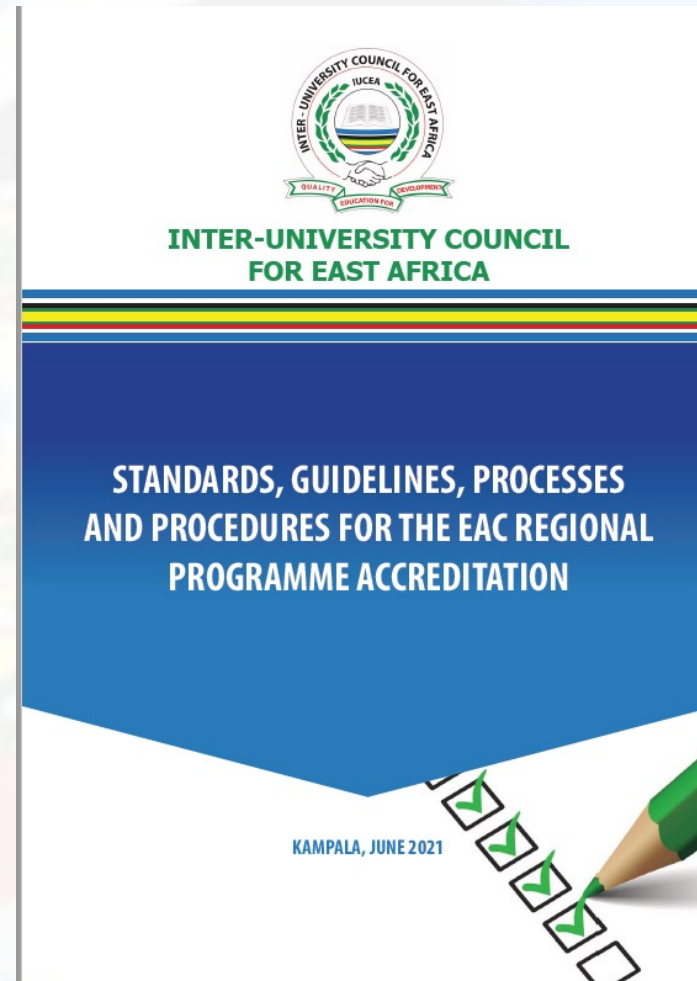 INTER - UNIVERSITY COUNCIL FOR EAST AFRICA
IUCEA
QUALITY
EDUCATION FOR
DEVELOPMENT
INTER-UNIVERSITY COUNCIL
FOR EAST AFRICA
STANDARDS, GUIDELINES, PROCESSES
AND PROCEDURES FOR THE EAC REGIONAL
PROGRAMME ACCREDITATION
KAMPALA, JUNE 2021